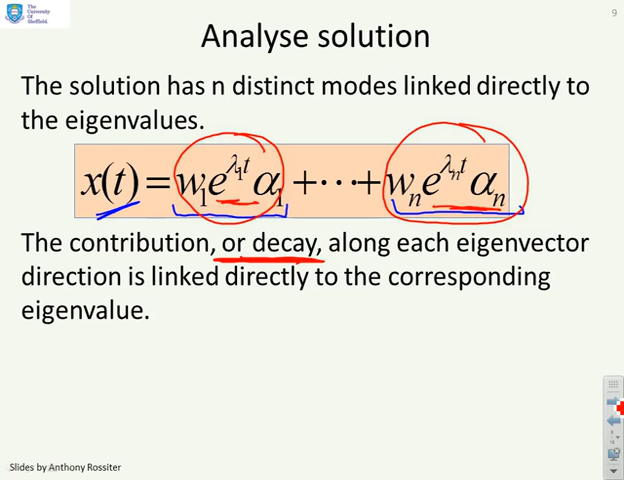 The
University
Of
Sheffield.
9
Analyse solution
The solution has n distinct modes linked directly to
the eigenvalues.
x(t) = w₁e^{λ₁t}α₁ + ⋯ + wₙe^{λₙt}αₙ
The contribution, or decay, along each eigenvector
direction is linked directly to the corresponding
eigenvalue.
Slides by Anthony Rossiter